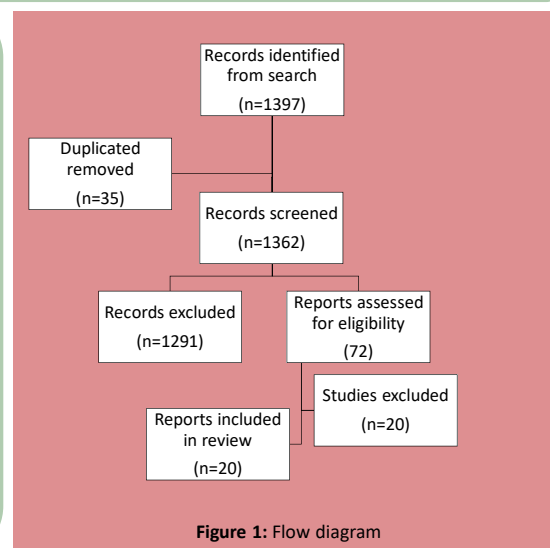 Records identified
from search
(n=1397)
Duplicated
removed
(n=35)
Records screened
(n=1362)
Records excluded
(n=1291)
Reports assessed
for eligibility
(72)
Studies excluded
(n=20)
Reports included
in review
(n=20)
Figure 1: Flow diagram